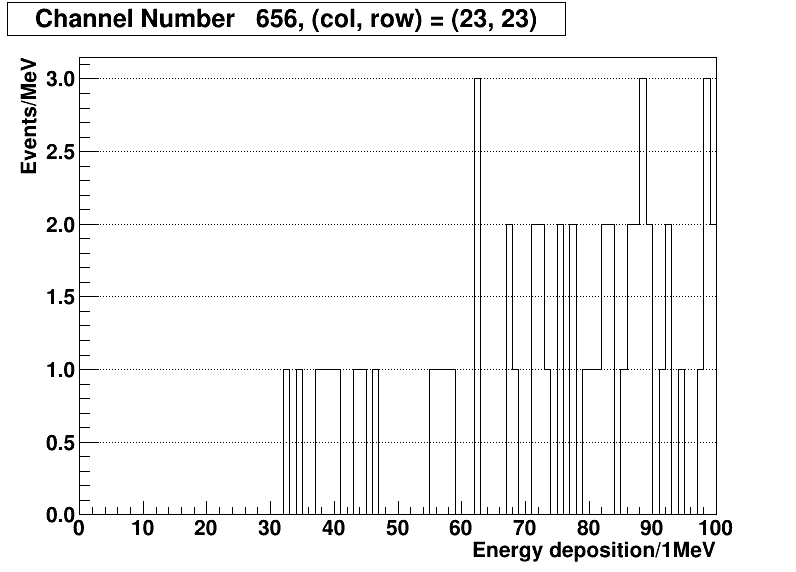 Channel Number 656, (col, row) = (23, 23)
Events/MeV
3.0
2.5
2.0
1.5
1.0
0.5
0.0
0 10 20 30 40 50 60 70 80 90 100
Energy deposition/1MeV